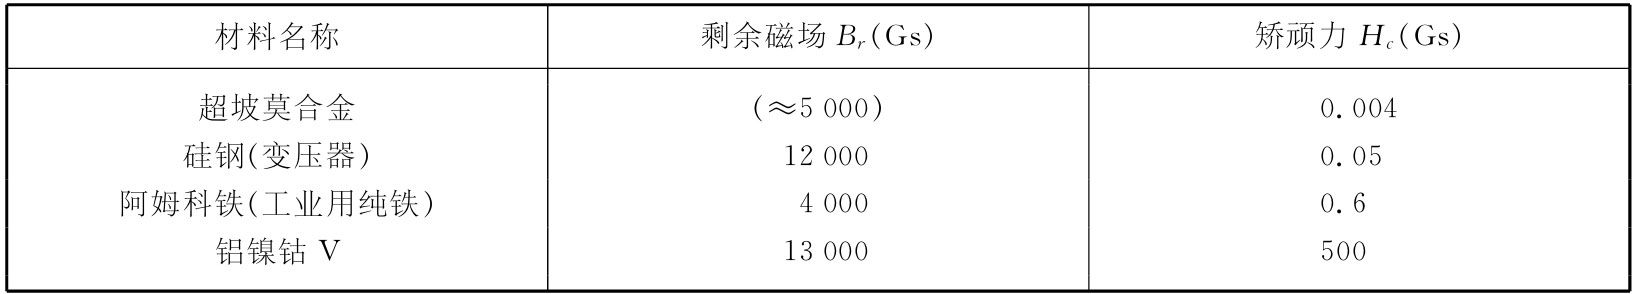 材料名称 剩余磁场 Br(Gs) 矫顽力 Hc(Gs)
超坡莫合金 (≈5 000) 0.004
硅钢(变压器) 12 000 0.05
阿姆科铁(工业用纯铁) 4 000 0.6
铝镍钴 V 13 000 500